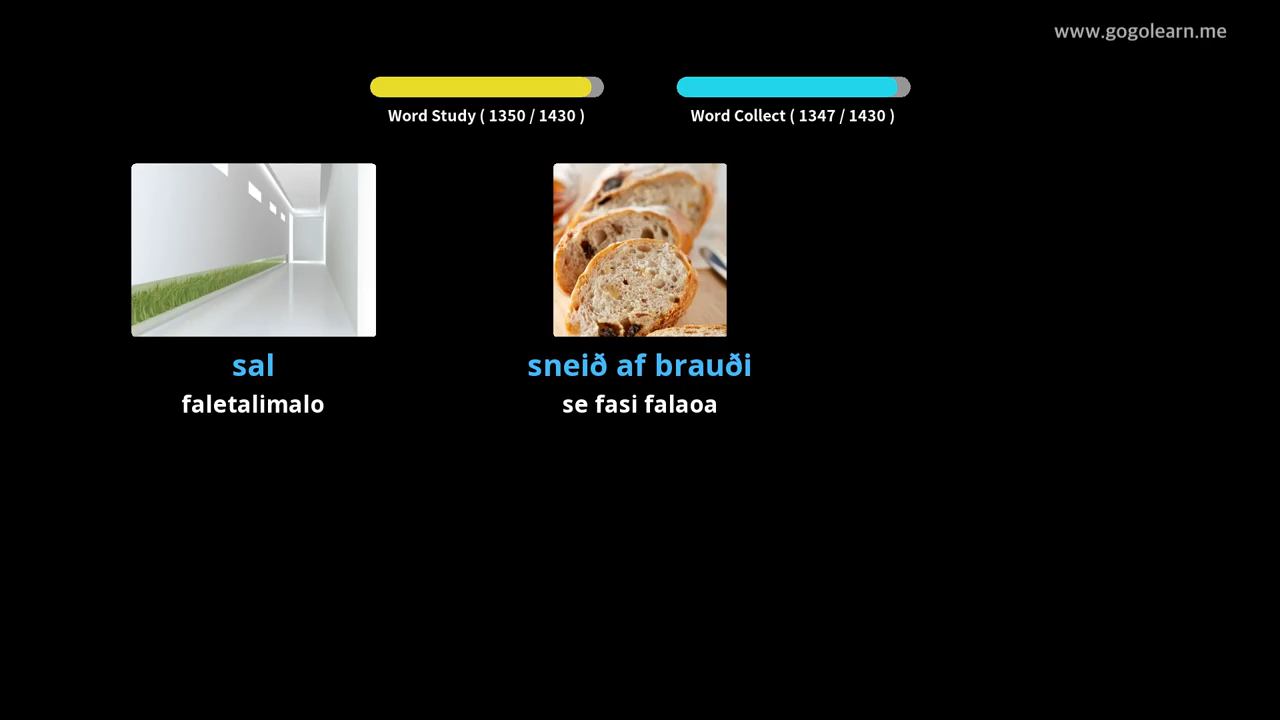 www.gogolearn.me
Word Study ( 1350 / 1430 )
Word Collect ( 1347 / 1430 )
sal
faletalimalo
sneið af brauði
se fasi falaoa